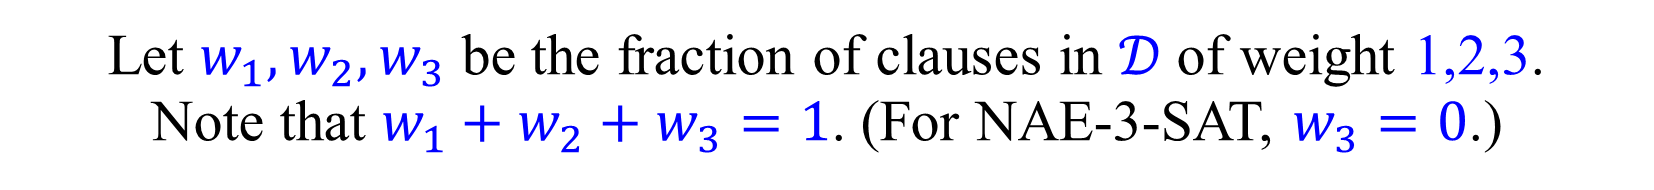 Let w₁, w₂, w₃ be the fraction of clauses in 𝒟 of weight 1,2,3.
Note that w₁ + w₂ + w₃ = 1. (For NAE-3-SAT, w₃ = 0.)